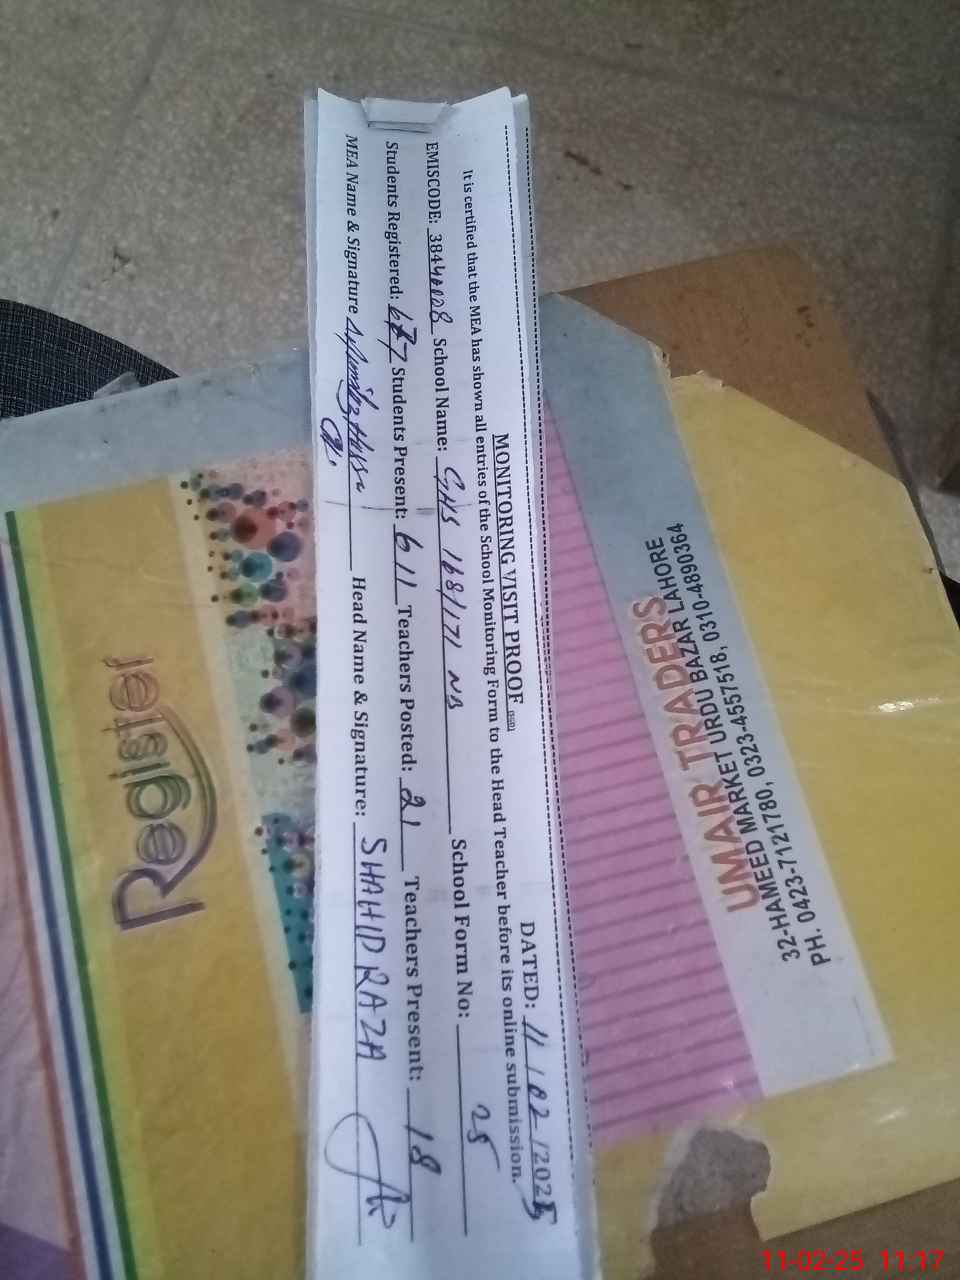 MONITORING VISIT PROOF
DATED: 11/02/2025
It is certified that the MEA has shown all entries of the School Monitoring Form to the Head Teacher before its online submission.
EMISCODE: 38440028 School Name: GHS 168/171 NB School Form No: 25
Students Registered: 677 Students Present: 611 Teachers Posted: 21 Teachers Present: 18
MEA Name & Signature Head Name & Signature: SHAHID RAZA
Register
UMAIR TRADERS
32-HAMEED MARKET URDU BAZAR LAHORE
PH. 0423-7121780, 0323-4557518, 0310-4890364
11-02-25 11:17